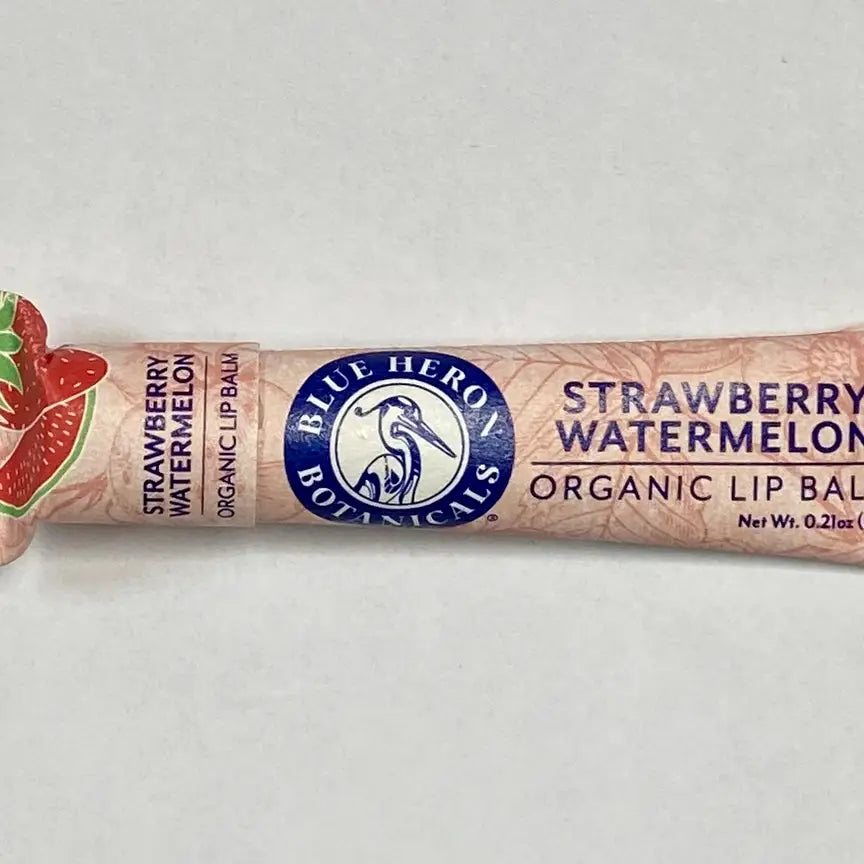 STRAWBERRY
WATERMELON
ORGANIC LIP BALM
BLUE HERON
BOTANICALS
®
STRAWBERRY
WATERMELON
ORGANIC LIP BAL
Net Wt. 0.21oz (